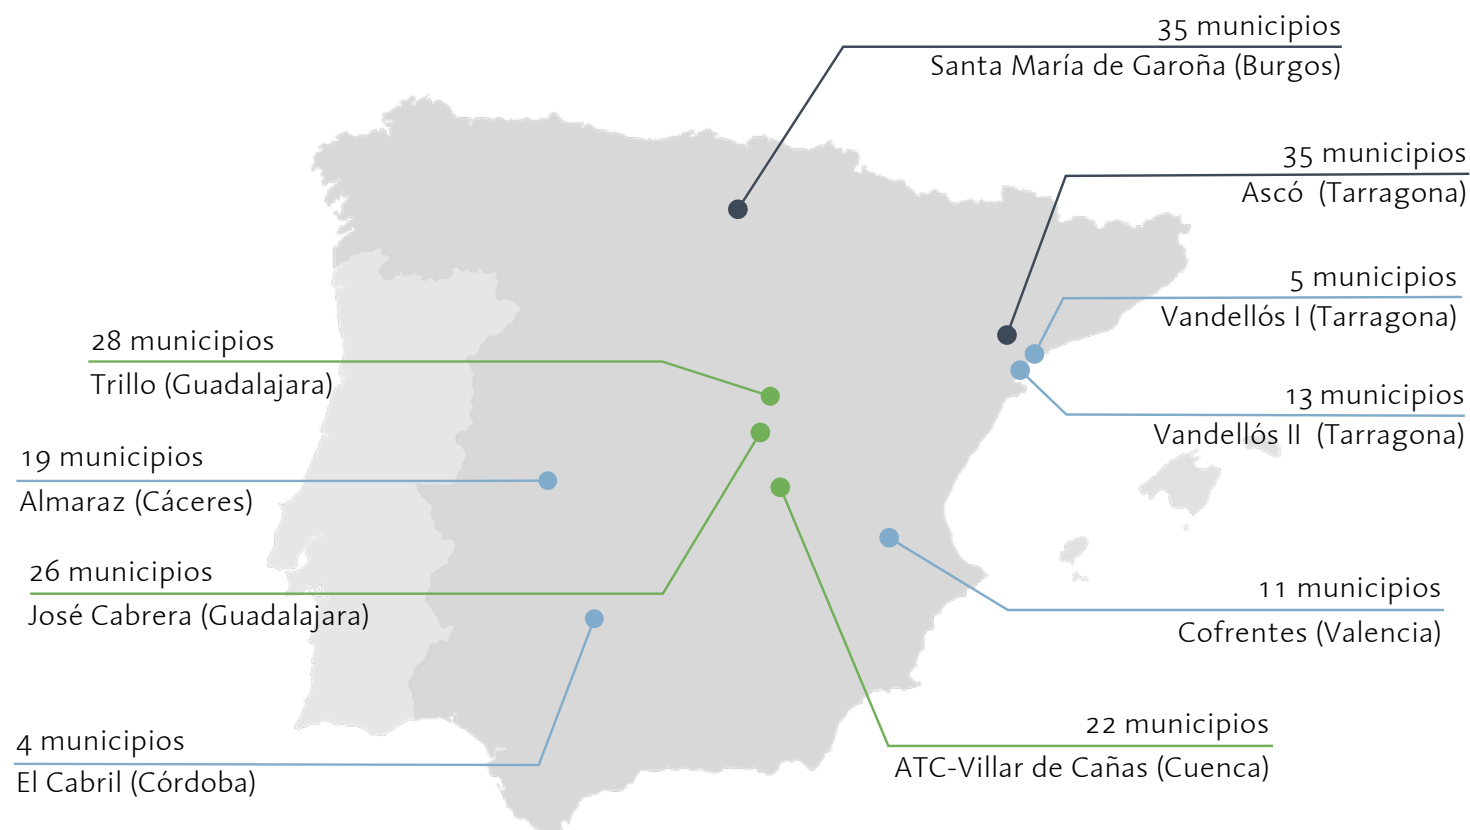 35 municipios
Santa María de Garoña (Burgos)
35 municipios
Ascó (Tarragona)
5 municipios
Vandellós I (Tarragona)
28 municipios
Trillo (Guadalajara)
13 municipios
Vandellós II (Tarragona)
19 municipios
Almaraz (Cáceres)
26 municipios
José Cabrera (Guadalajara)
11 municipios
Cofrentes (Valencia)
22 municipios
ATC-Villar de Cañas (Cuenca)
4 municipios
El Cabril (Córdoba)